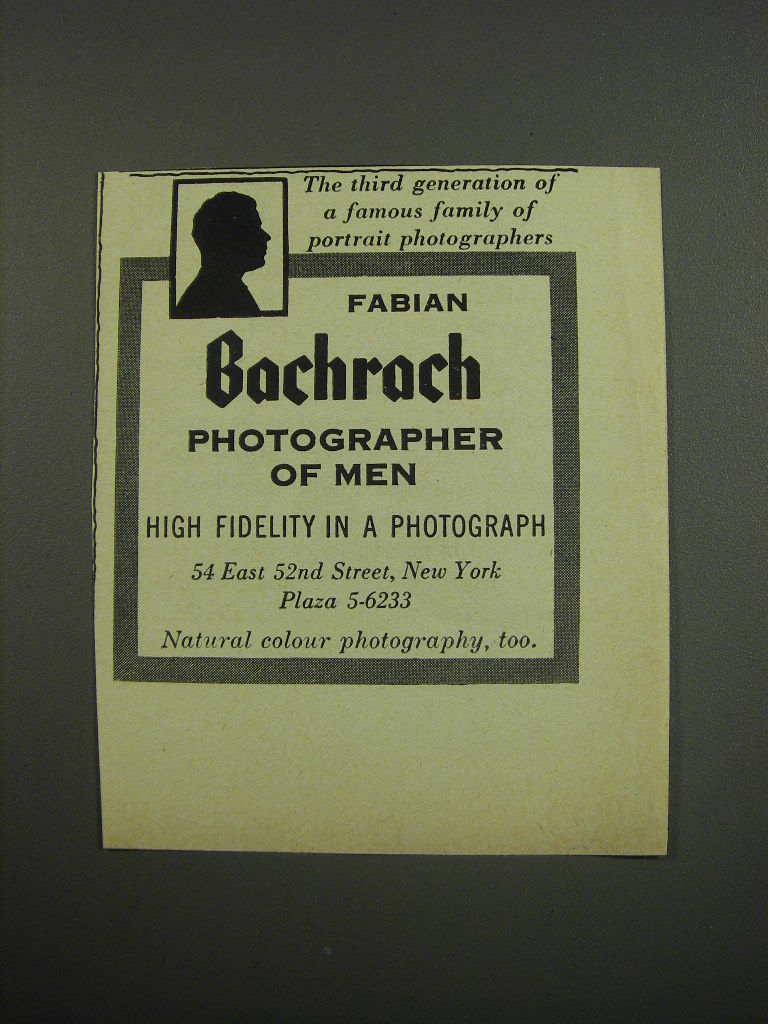 The third generation of
a famous family of
portrait photographers
FABIAN
Bachrach
PHOTOGRAPHER
OF MEN
HIGH FIDELITY IN A PHOTOGRAPH
54 East 52nd Street, New York
Plaza 5-6233
Natural colour photography, too.